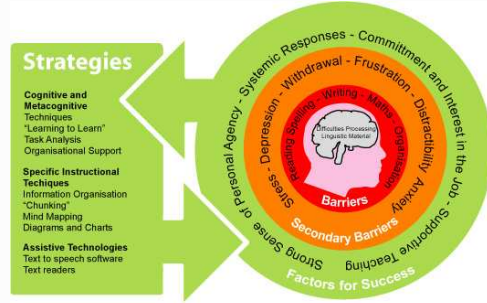 Strategies
Cognitive and
Metacognitive
Techniques
"Learning to Learn"
Task Analysis
Organisational Support
Specific Instructional
Techiques
Information Organisation
"Chunking"
Mind Mapping
Diagrams and Charts
Assistive Technologies
Text to speech software
Text readers
Strong Sense of Personal Agency - Systemic Responses - Commitment and Interest in the Job - Supportive Teaching
Factors for Success
Stress - Depression - Withdrawal - Frustration - Distractibility Anxiety
Secondary Barriers
Reading Spelling - Writing - Maths - Organisation
Barriers
Difficulties Processing
Linguistic Material